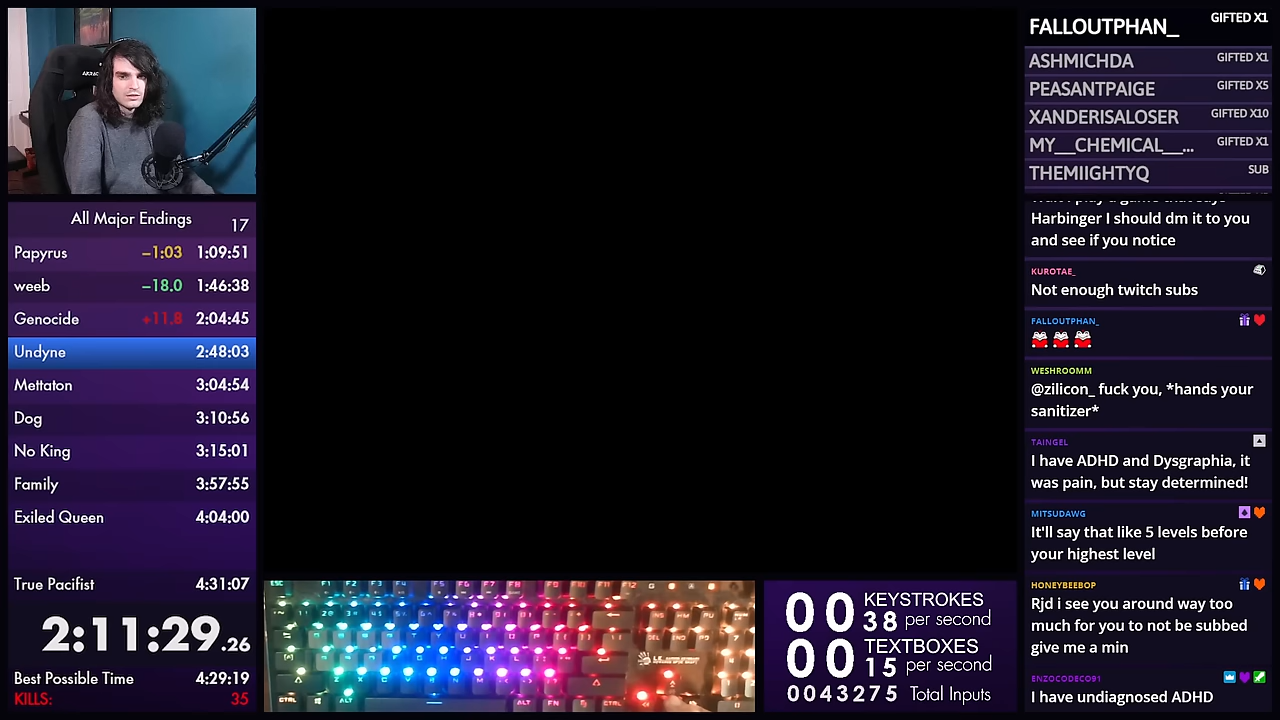 All Major Endings 17
Papyrus −1:03 1:09:51
weeb −18.0 1:46:38
Genocide +11.8 2:04:45
Undyne 2:48:03
Mettaton 3:04:54
Dog 3:10:56
No King 3:15:01
Family 3:57:55
Exiled Queen 4:04:00
True Pacifist 4:31:07
2:11:29.26
Best Possible Time 4:29:19
KILLS: 35
00 38 KEYSTROKES per second
00 15 TEXTBOXES per second
0043275 Total Inputs
FALLOUTPHAN_ GIFTED X1
ASHMICHDA GIFTED X1
PEASANTPAIGE GIFTED X5
XANDERISALOSER GIFTED X10
MY__CHEMICAL__... GIFTED X1
THEMIIGHTYQ SUB
Harbinger I should dm it to you
and see if you notice
KUROTAE_
Not enough twitch subs
FALLOUTPHAN_
WESHROOMM
@zilicon_ fuck you, *hands your
sanitizer*
TAINGEL
I have ADHD and Dysgraphia, it
was pain, but stay determined!
MITSUDAWG
It'll say that like 5 levels before
your highest level
HONEYBEEBOP
Rjd i see you around way too
much for you to not be subbed
give me a min
ENZOCODECO91
I have undiagnosed ADHD